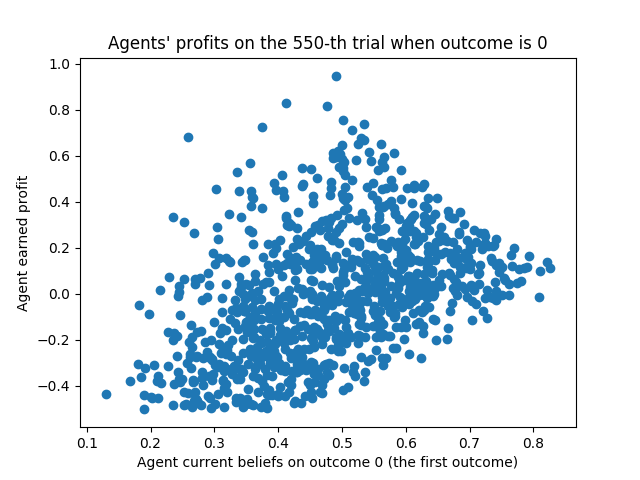 Agents' profits on the 550-th trial when outcome is 0
1.0
0.8
0.6
0.4
0.2
0.0
−0.2
−0.4
Agent earned profit
0.1 0.2 0.3 0.4 0.5 0.6 0.7 0.8
Agent current beliefs on outcome 0 (the first outcome)